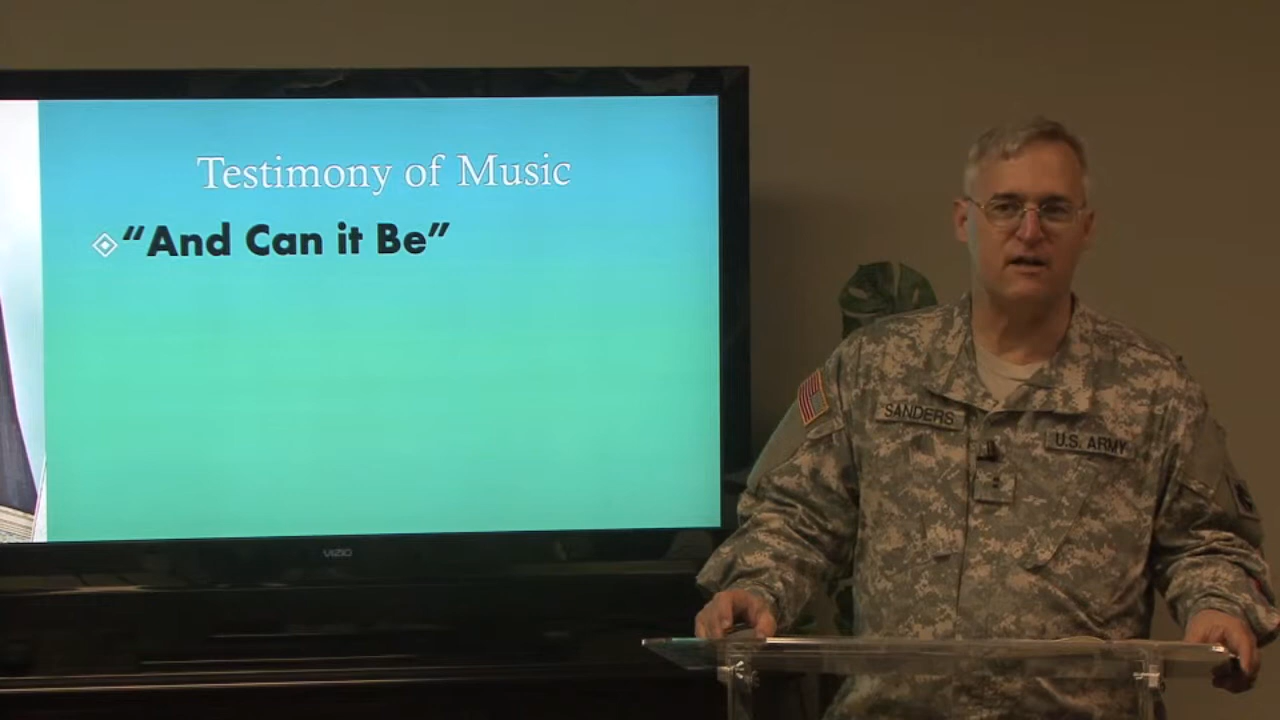 Testimony of Music
“And Can it Be”
VIZIO
SANDERS
U.S. ARMY